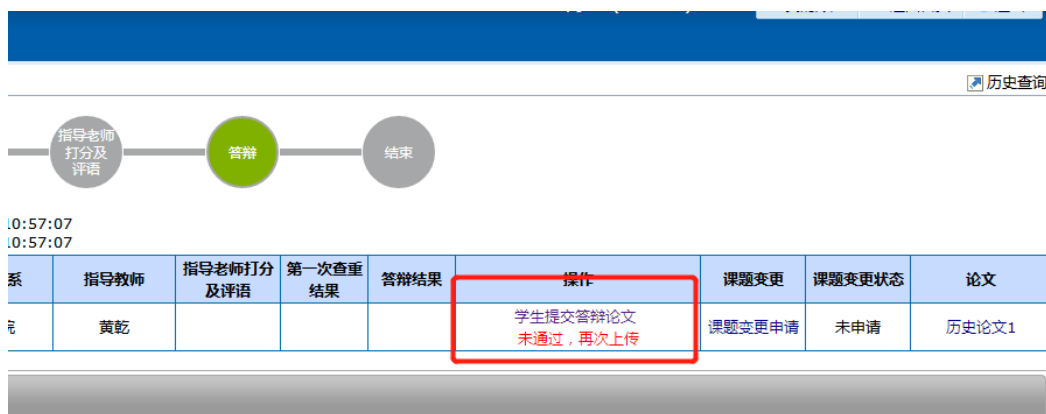 历史查询
指导老师
打分及
评语
答辩
结束
10:57:07
10:57:07
系 指导教师 指导老师打分及评语 第一次查重结果 答辩结果 操作 课题变更 课题变更状态 论文
院 黄乾 学生提交答辩论文 课题变更申请 未申请 历史论文1
未通过，再次上传